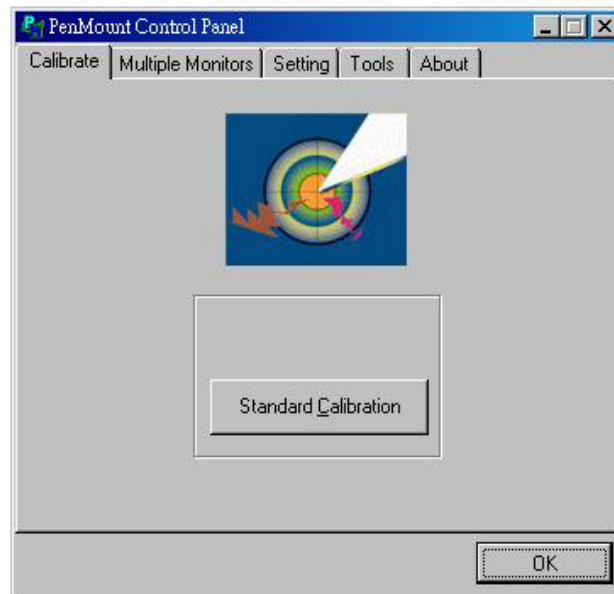 PenMount Control Panel
Calibrate Multiple Monitors Setting Tools About
Standard Calibration
OK